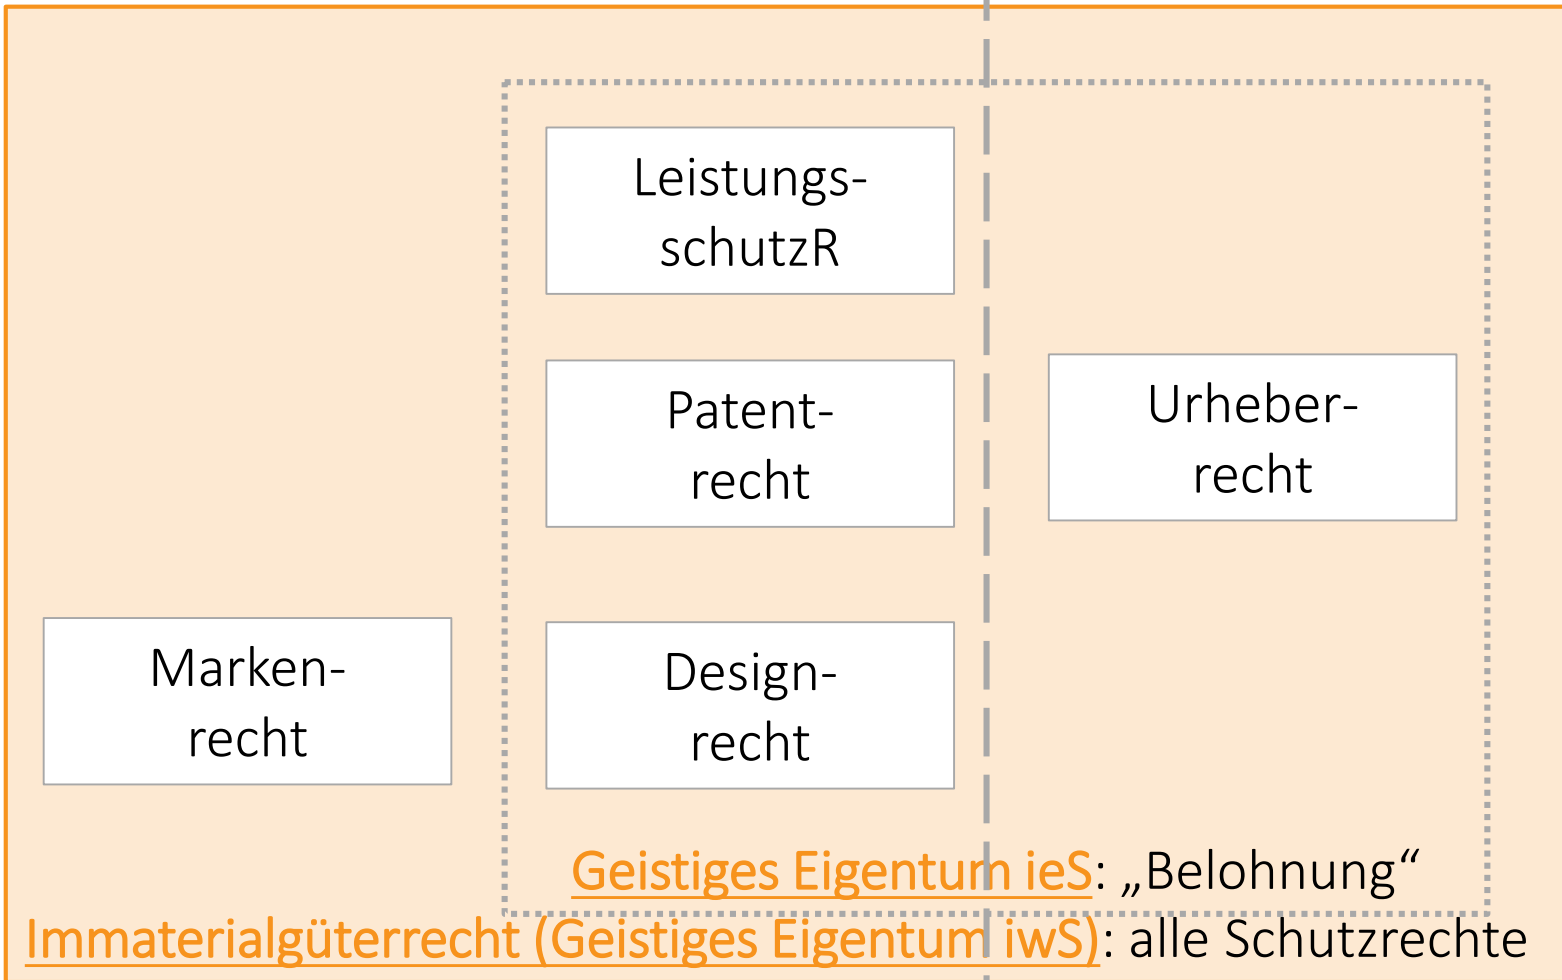 Leistungs-
schutzR
Patent-
recht
Urheber-
recht
Marken-
recht
Design-
recht
Geistiges Eigentum ieS: „Belohnung“
Immaterialgüterrecht (Geistiges Eigentum iwS): alle Schutzrechte